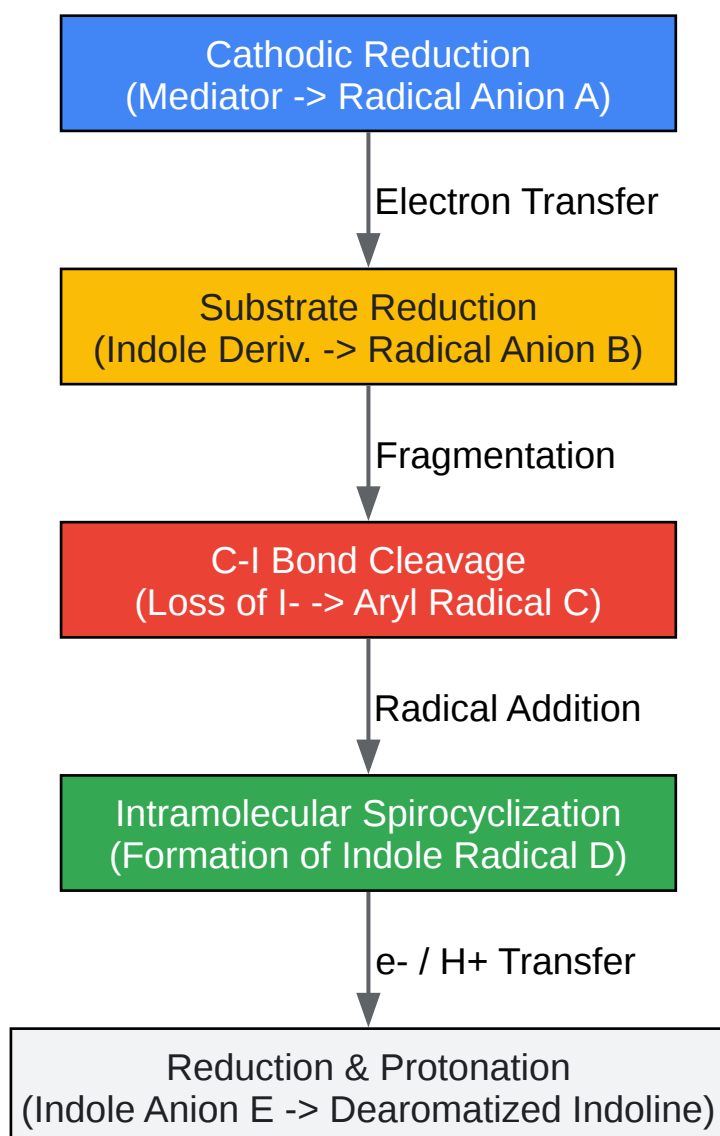 Cathodic Reduction
(Mediator -> Radical Anion A)
Electron Transfer
Substrate Reduction
(Indole Deriv. -> Radical Anion B)
Fragmentation
C-I Bond Cleavage
(Loss of I- -> Aryl Radical C)
Radical Addition
Intramolecular Spirocyclization
(Formation of Indole Radical D)
e- / H+ Transfer
Reduction & Protonation
(Indole Anion E -> Dearomatized Indoline)